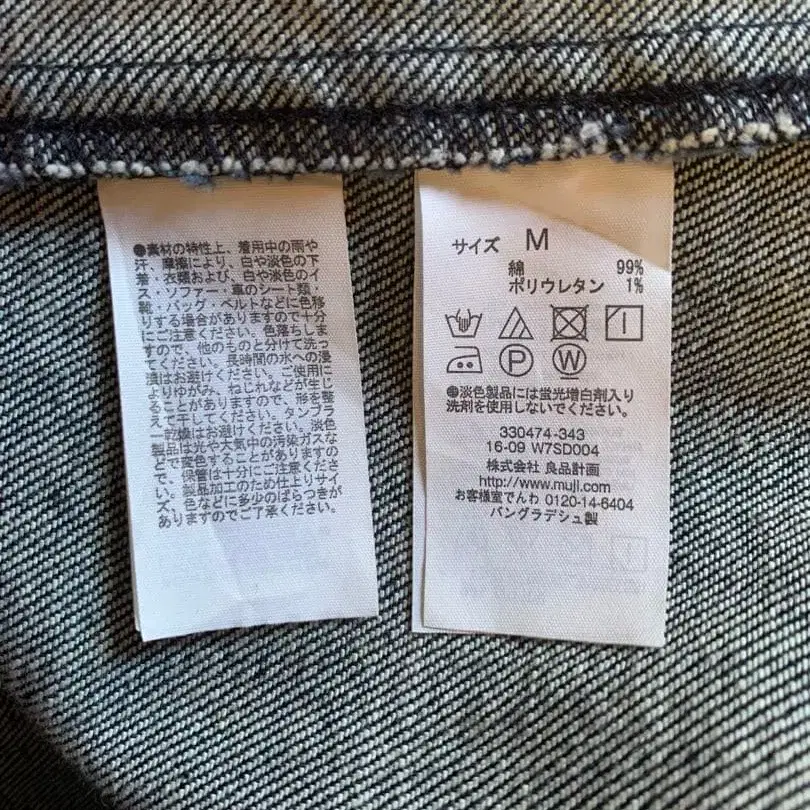 ●素材の特性上、着用中の雨や
汗、摩擦により、白や淡色の下
着・衣類および、白や淡色のイ
ス・ソファー・車のシート類・
靴・バッグ・ベルトなどに色移
りする場合がありますので十分
にご注意ください。色落ちしま
すので、他のものと分けて洗っ
てください。長時間の水への浸
漬はお避けください。ご使用に
よりゆがみ、ねじれなどが生じ
ることがありますので、形を整
えて干してください。タンブラ
ー乾燥はお避けください。淡色
製品は光や大気中の汚染ガスな
どで変色することがありますの
で、保管は十分にご注意くださ
い。製品加工のため仕上りサイ
ズ、色などに多少のばらつきが
ありますのでご了承ください。
サイズ M
綿 99%
ポリウレタン 1%
P
W
●淡色製品には蛍光増白剤入り
洗剤を使用しないでください。
330474-343
16-09 W7SD004
株式会社 良品計画
http://www.muji.com
お客様室でんわ 0120-14-6404
バングラデシュ製